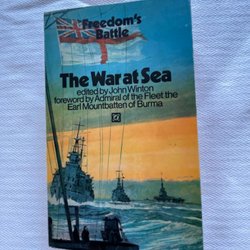 Freedom's
Battle
The War at Sea
edited by John Winton
foreword by Admiral of the Fleet the
Earl Mountbatten of Burma